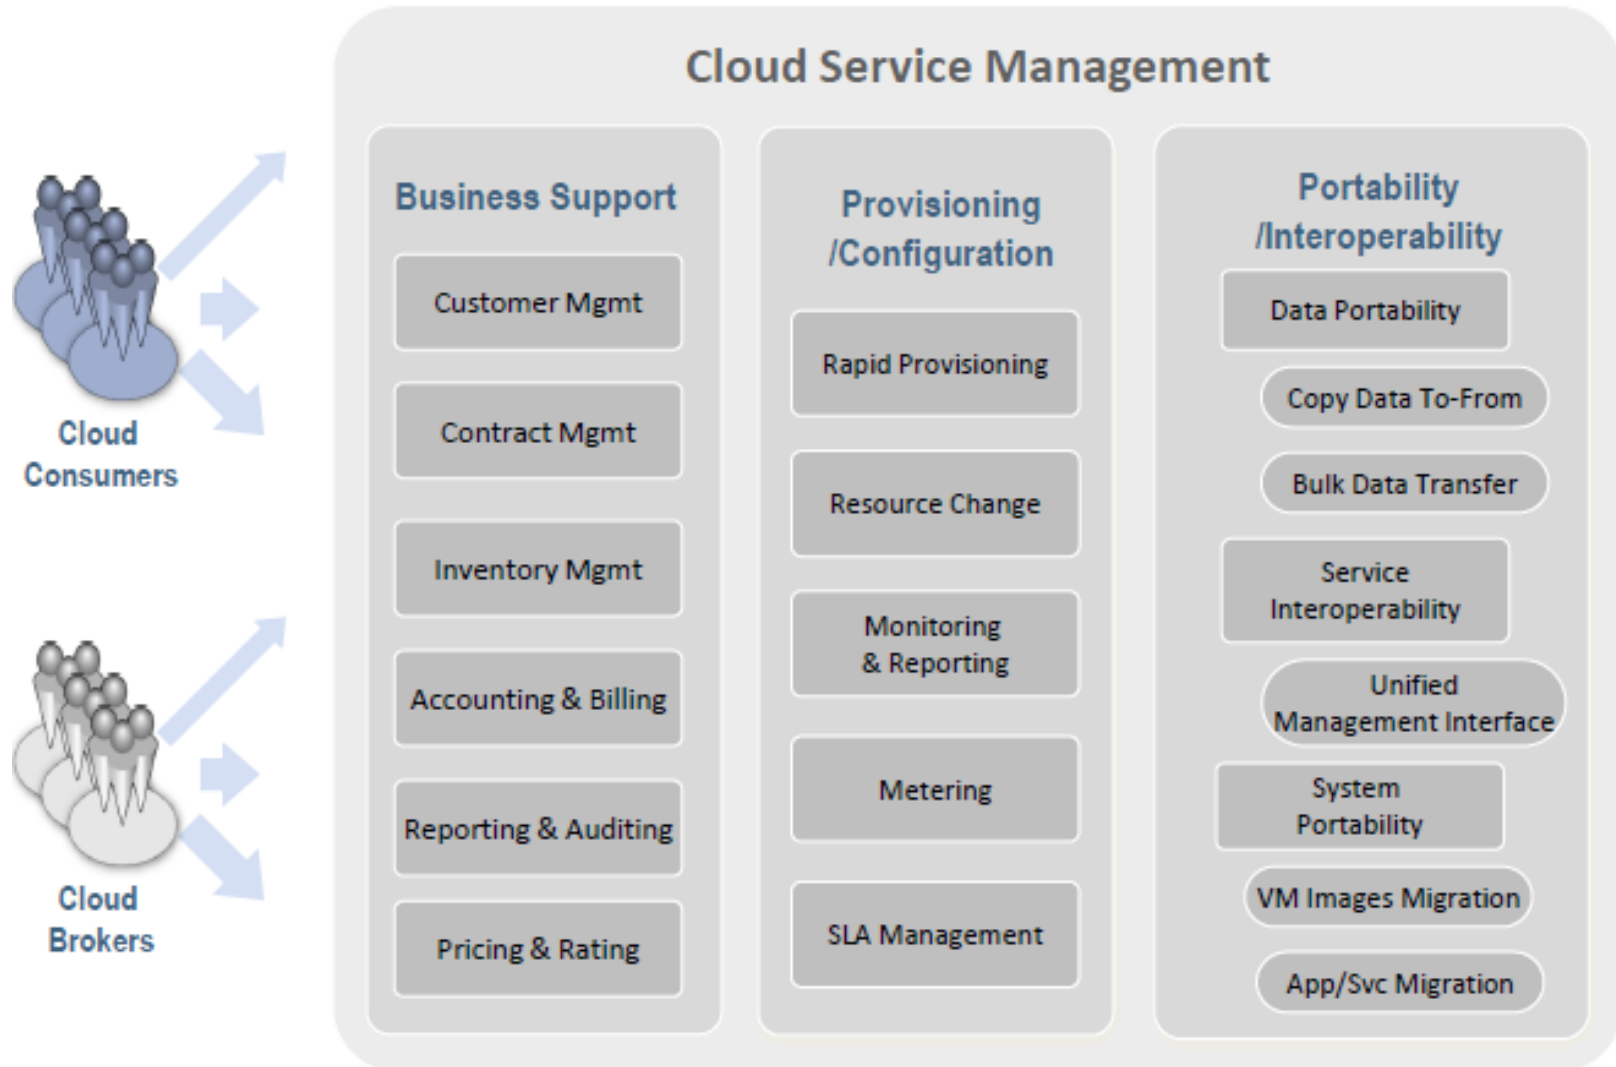 Cloud Service Management
Cloud
Consumers
Cloud
Brokers
Business Support
Customer Mgmt
Contract Mgmt
Inventory Mgmt
Accounting & Billing
Reporting & Auditing
Pricing & Rating
Provisioning
/Configuration
Rapid Provisioning
Resource Change
Monitoring
& Reporting
Metering
SLA Management
Portability
/Interoperability
Data Portability
Copy Data To-From
Bulk Data Transfer
Service
Interoperability
Unified
Management Interface
System
Portability
VM Images Migration
App/Svc Migration